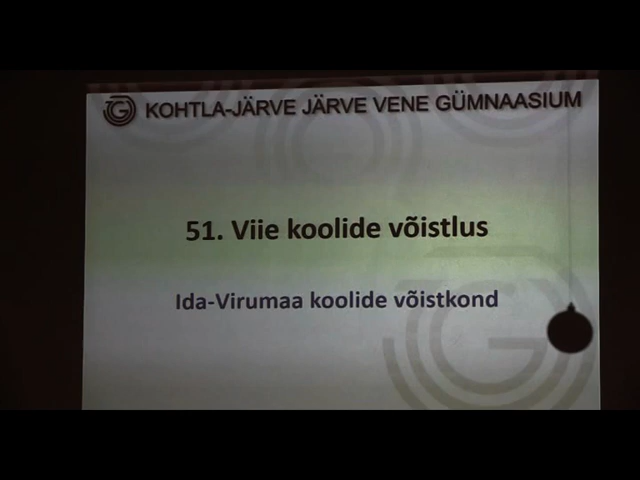 KOHTLA-JÄRVE JÄRVE VENE GÜMNAASIUM
51. Viie koolide võistlus
Ida-Virumaa koolide võistkond